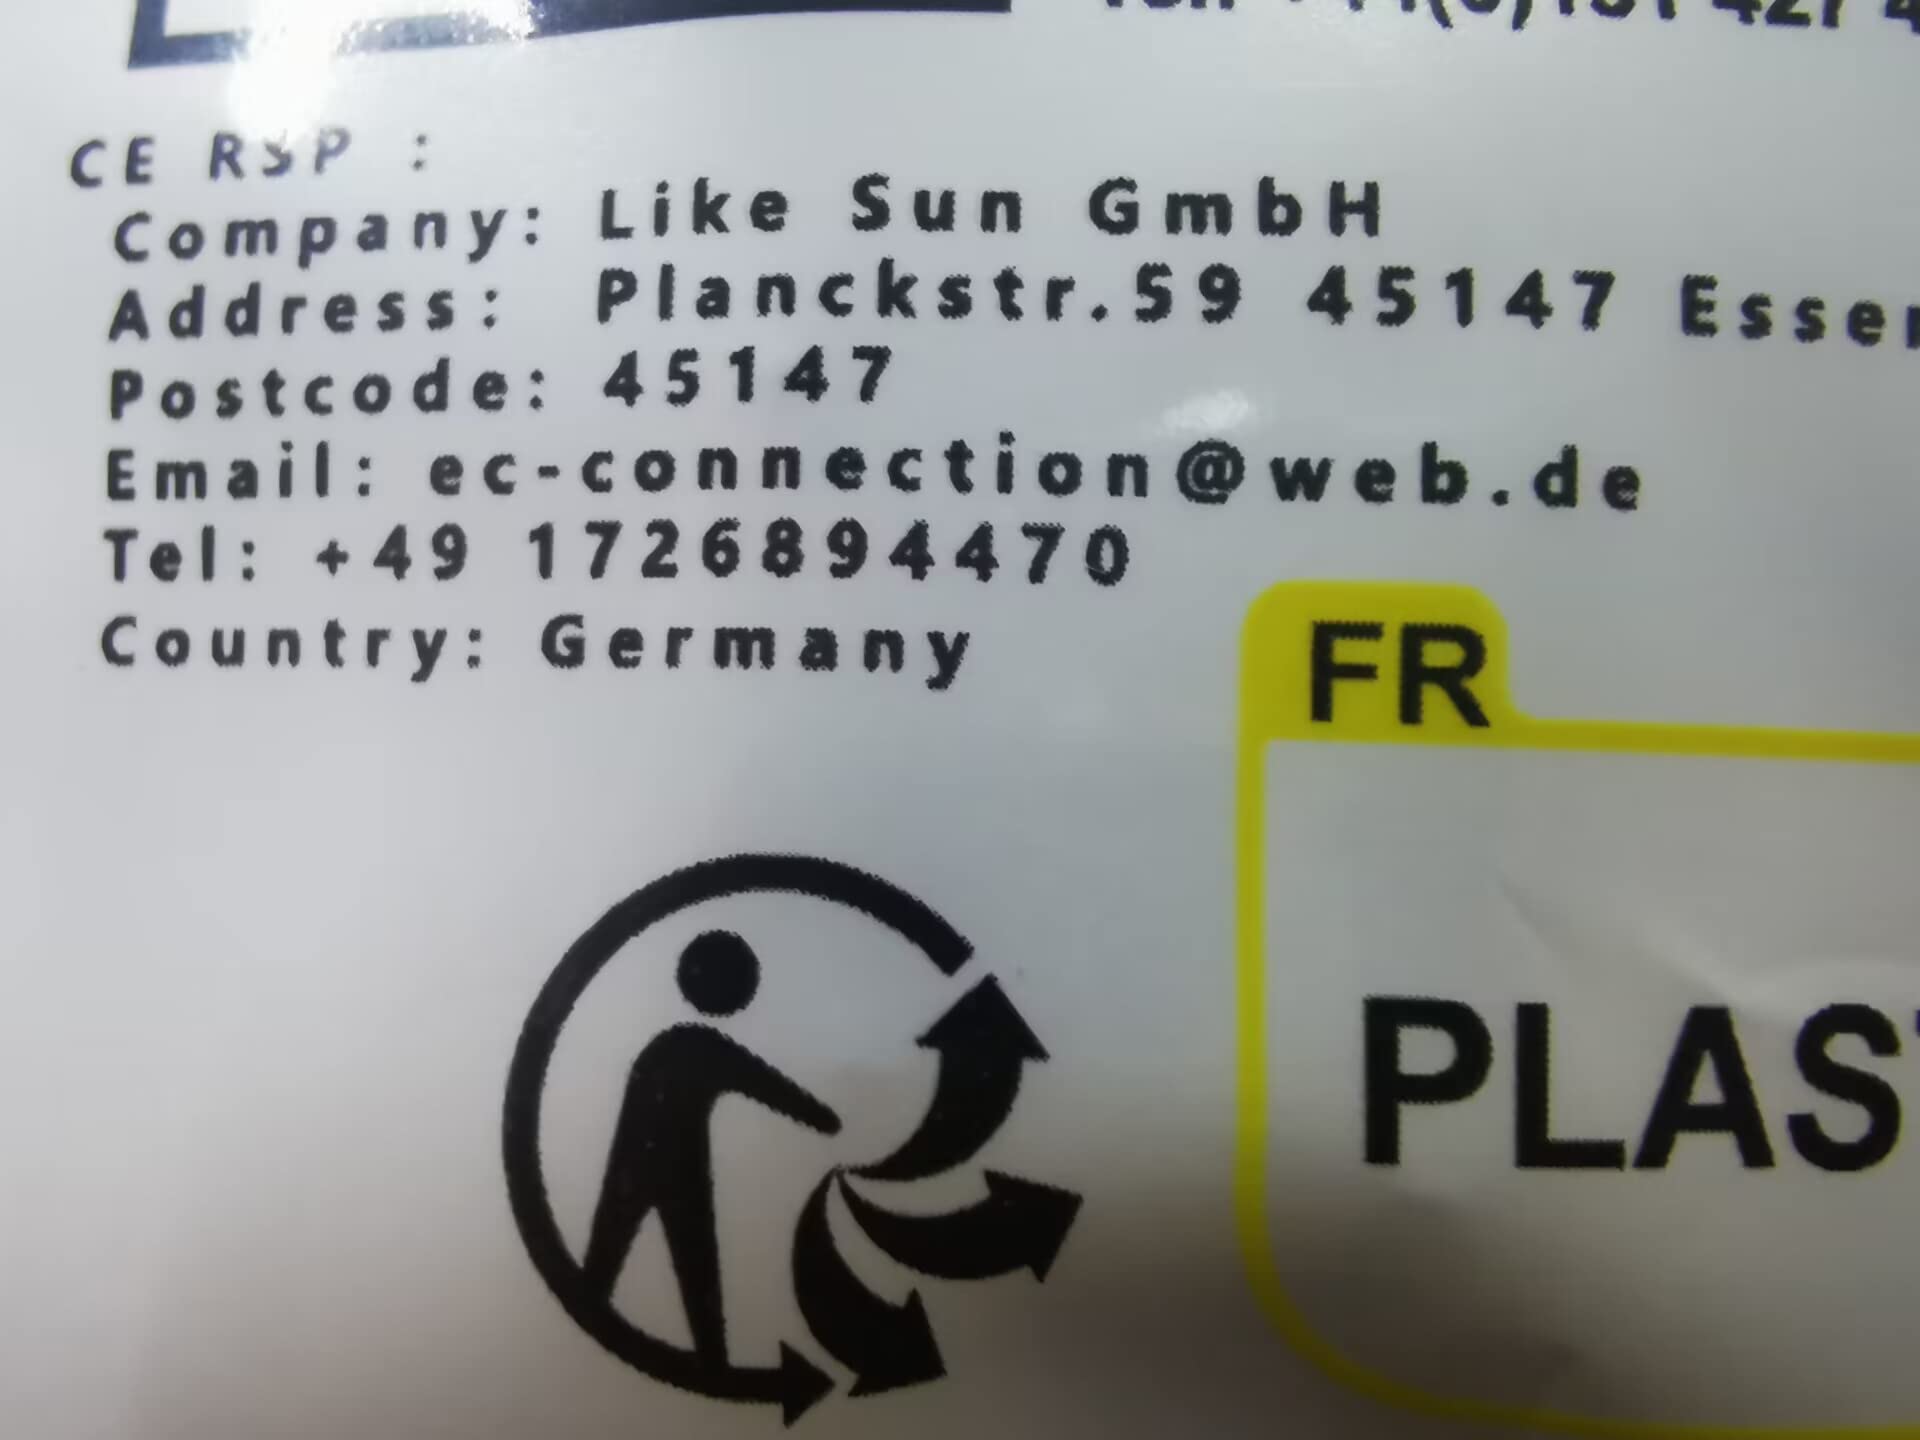 CE RSP :
Company: Like Sun GmbH
Address: Planckstr.59 45147 Essen
Postcode: 45147
Email: ec-connection@web.de
Tel: +49 1726894470
Country: Germany
FR